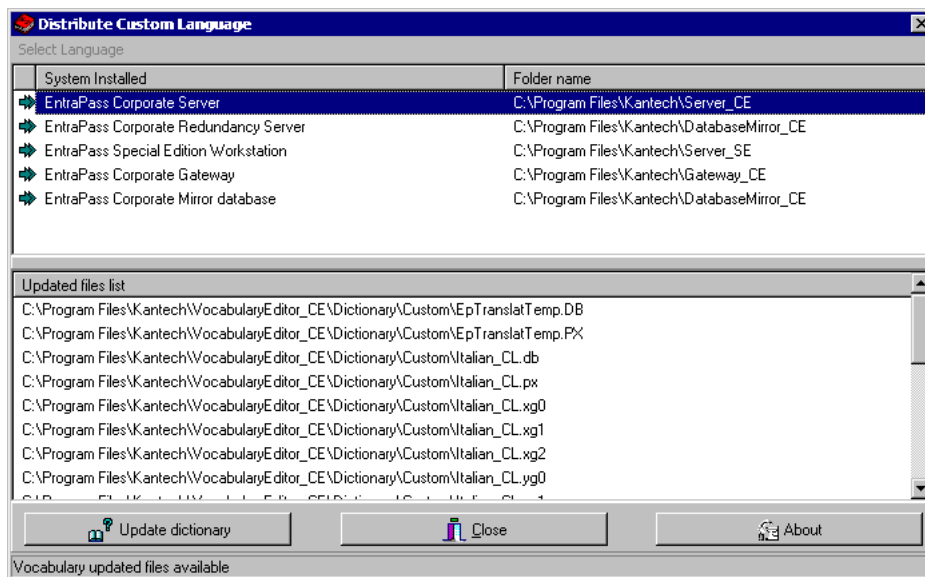 Distribute Custom Language
Select Language
System Installed Folder name
EntraPass Corporate Server C:\Program Files\Kantech\Server_CE
EntraPass Corporate Redundancy Server C:\Program Files\Kantech\DatabaseMirror_CE
EntraPass Special Edition Workstation C:\Program Files\Kantech\Server_SE
EntraPass Corporate Gateway C:\Program Files\Kantech\Gateway_CE
EntraPass Corporate Mirror database C:\Program Files\Kantech\DatabaseMirror_CE
Updated files list
C:\Program Files\Kantech\VocabularyEditor_CE\Dictionary\Custom\EpTranslatTemp.DB
C:\Program Files\Kantech\VocabularyEditor_CE\Dictionary\Custom\EpTranslatTemp.PX
C:\Program Files\Kantech\VocabularyEditor_CE\Dictionary\Custom\Italian_CL.db
C:\Program Files\Kantech\VocabularyEditor_CE\Dictionary\Custom\Italian_CL.px
C:\Program Files\Kantech\VocabularyEditor_CE\Dictionary\Custom\Italian_CL.xg0
C:\Program Files\Kantech\VocabularyEditor_CE\Dictionary\Custom\Italian_CL.xg1
C:\Program Files\Kantech\VocabularyEditor_CE\Dictionary\Custom\Italian_CL.xg2
C:\Program Files\Kantech\VocabularyEditor_CE\Dictionary\Custom\Italian_CL.yg0
Update dictionary Close About
Vocabulary updated files available